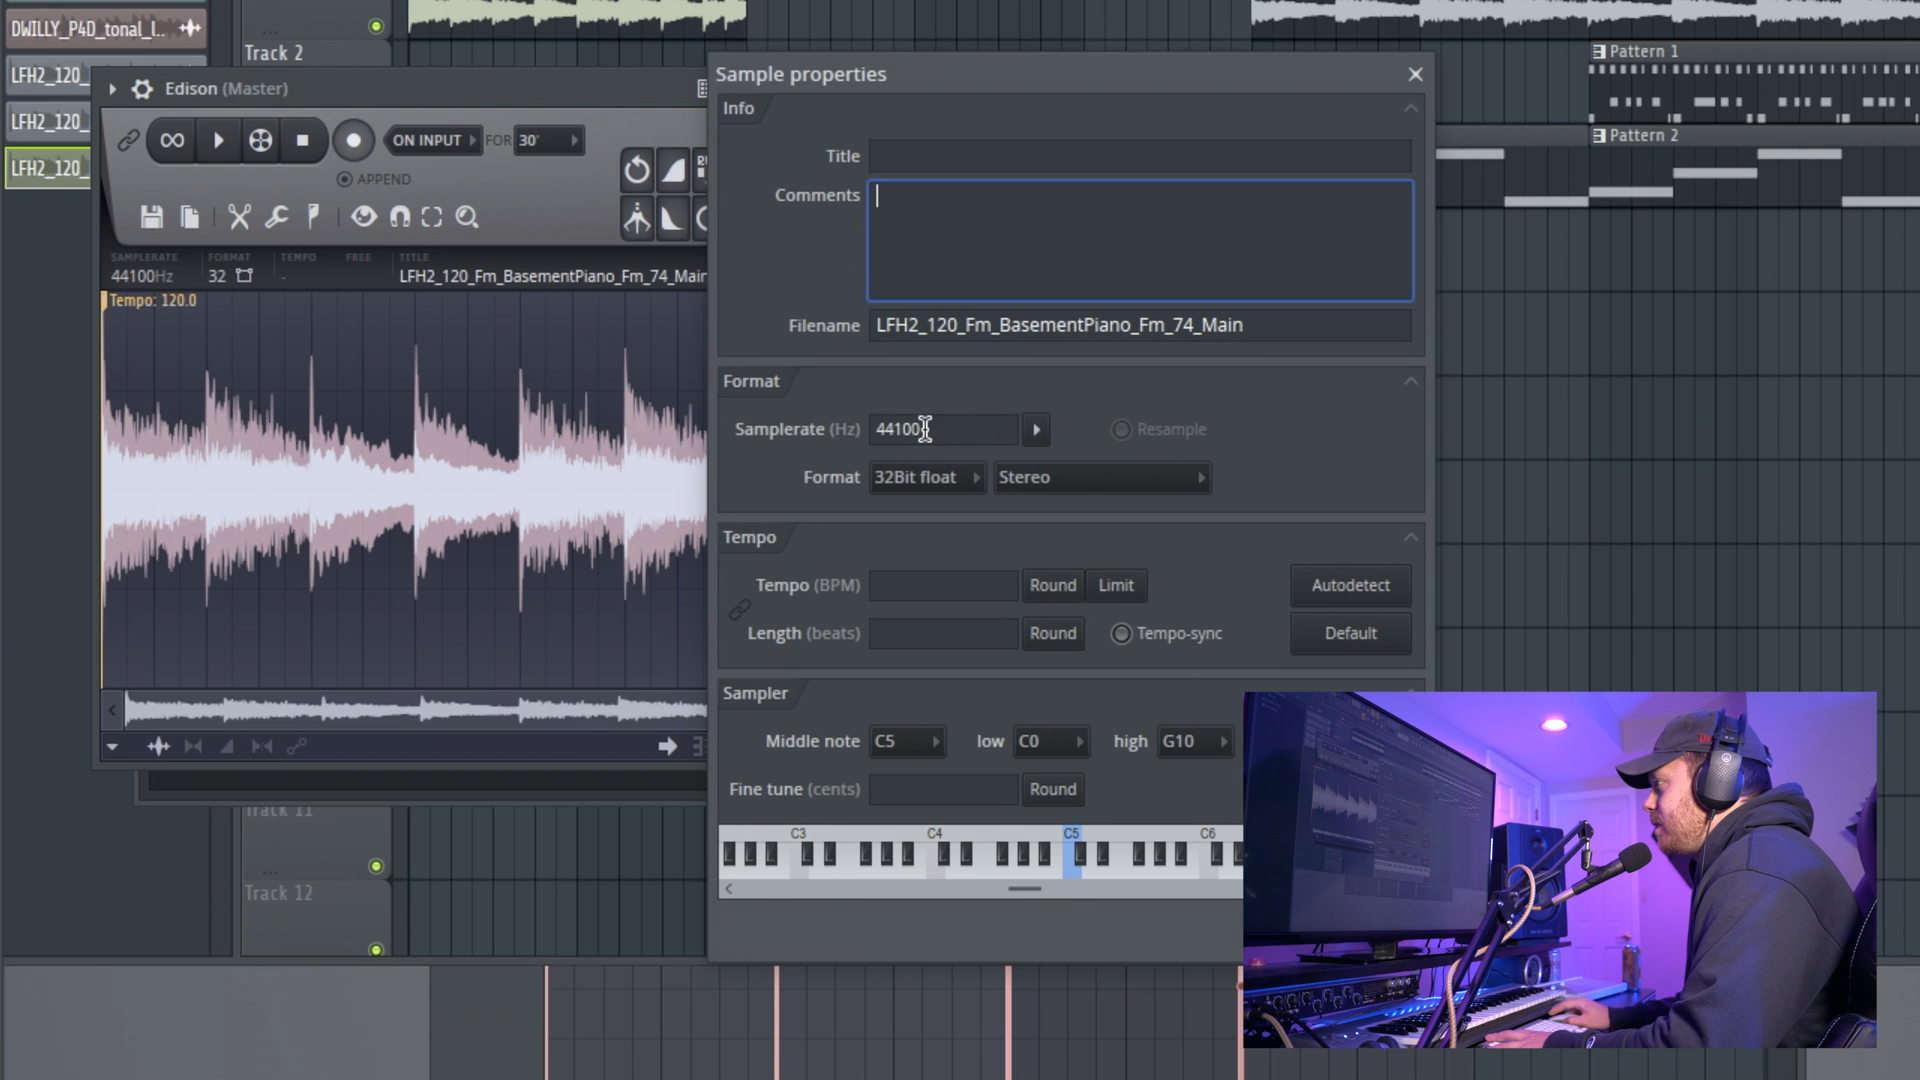 DWILLY_P4D_tonal_l..
Track 2
LFH2_120_
LFH2_120_
LFH2_120_
Edison (Master)
ON INPUT
FOR
30'
APPEND
SAMPLERATE
44100Hz
FORMAT
32
TEMPO
-
FREE
TITLE
LFH2_120_Fm_BasementPiano_Fm_74_Main
Tempo: 120.0
Track 11
Track 12
Sample properties
Info
Title
Comments
Filename
LFH2_120_Fm_BasementPiano_Fm_74_Main
Format
Samplerate (Hz)
44100
Resample
Format
32Bit float
Stereo
Tempo
Tempo (BPM)
Round
Limit
Autodetect
Length (beats)
Round
Tempo-sync
Default
Sampler
Middle note
C5
low
C0
high
G10
Fine tune (cents)
Round
C3
C4
C5
C6
Pattern 1
Pattern 2